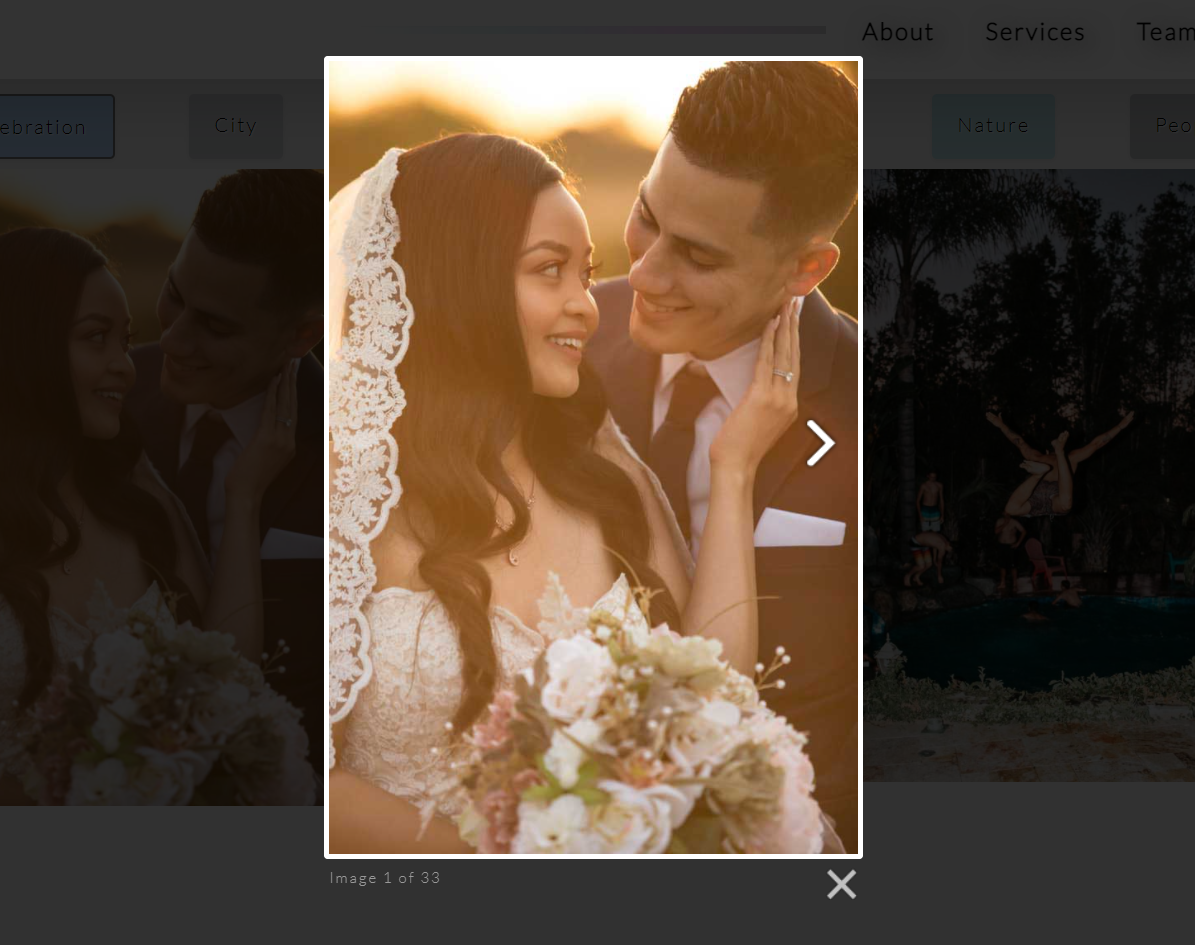 About Services Team
ebration City Nature Peo
Image 1 of 33